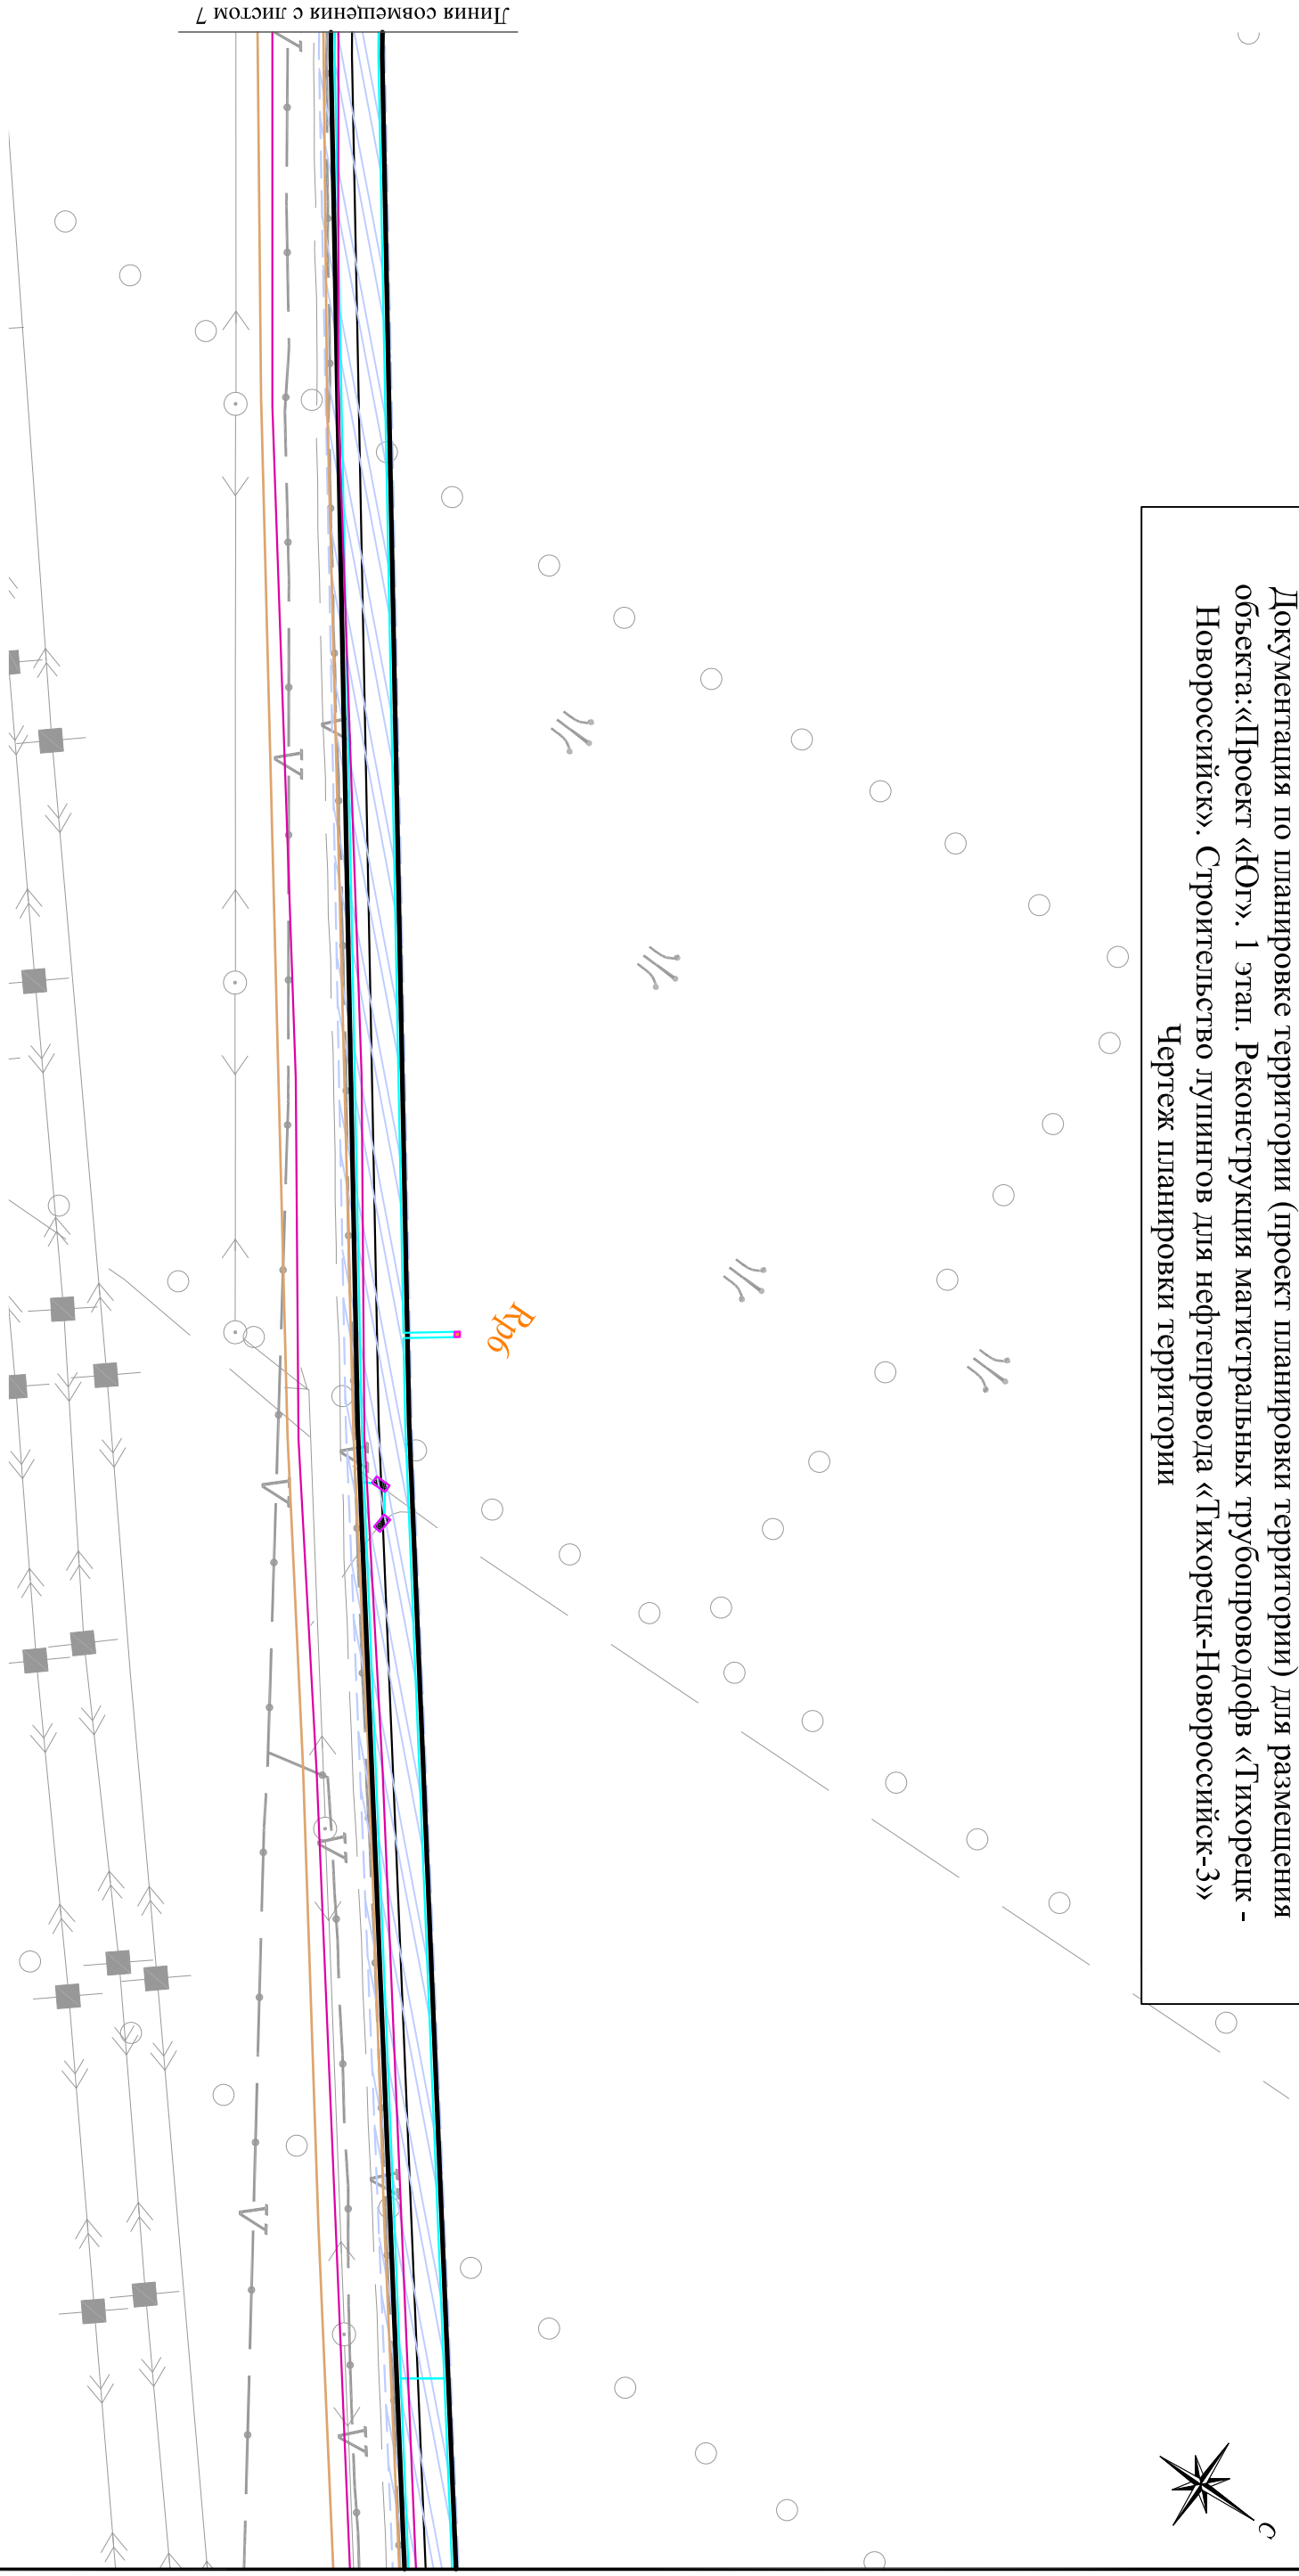 Документация по планировке территории (проект планировки территории) для размещения
объекта:«Проект «Юг». 1 этап. Реконструкция магистральных трубопроводофв «Тихорецк -
Новороссийск». Строительство лупингов для нефтепровода «Тихорецк-Новороссийск-3»
Чертеж планировки территории
Линия совмещения с листом 7
Rp6
С